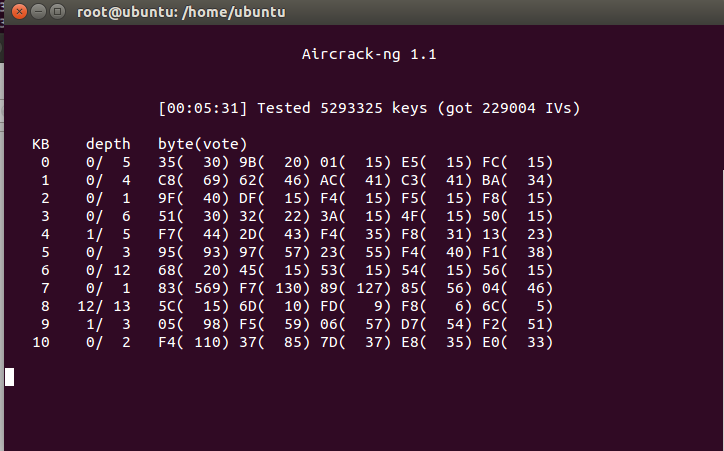 root@ubuntu: /home/ubuntu
Aircrack-ng 1.1
[00:05:31] Tested 5293325 keys (got 229004 IVs)
KB    depth   byte(vote)
0    0/  5   35(  30) 9B(  20) 01(  15) E5(  15) FC(  15)
1    0/  4   C8(  69) 62(  46) AC(  41) C3(  41) BA(  34)
2    0/  1   9F(  40) DF(  15) F4(  15) F5(  15) F8(  15)
3    0/  6   51(  30) 32(  22) 3A(  15) 4F(  15) 50(  15)
4    1/  5   F7(  44) 2D(  43) F4(  35) F8(  31) 13(  23)
5    0/  3   95(  93) 97(  57) 23(  55) F4(  40) F1(  38)
6    0/ 12   68(  20) 45(  15) 53(  15) 54(  15) 56(  15)
7    0/  1   83( 569) F7( 130) 89( 127) 85(  56) 04(  46)
8   12/ 13   5C(  15) 6D(  10) FD(   9) F8(   6) 6C(   5)
9    1/  3   05(  98) F5(  59) 06(  57) D7(  54) F2(  51)
10    0/  2   F4( 110) 37(  85) 7D(  37) E8(  35) E0(  33)